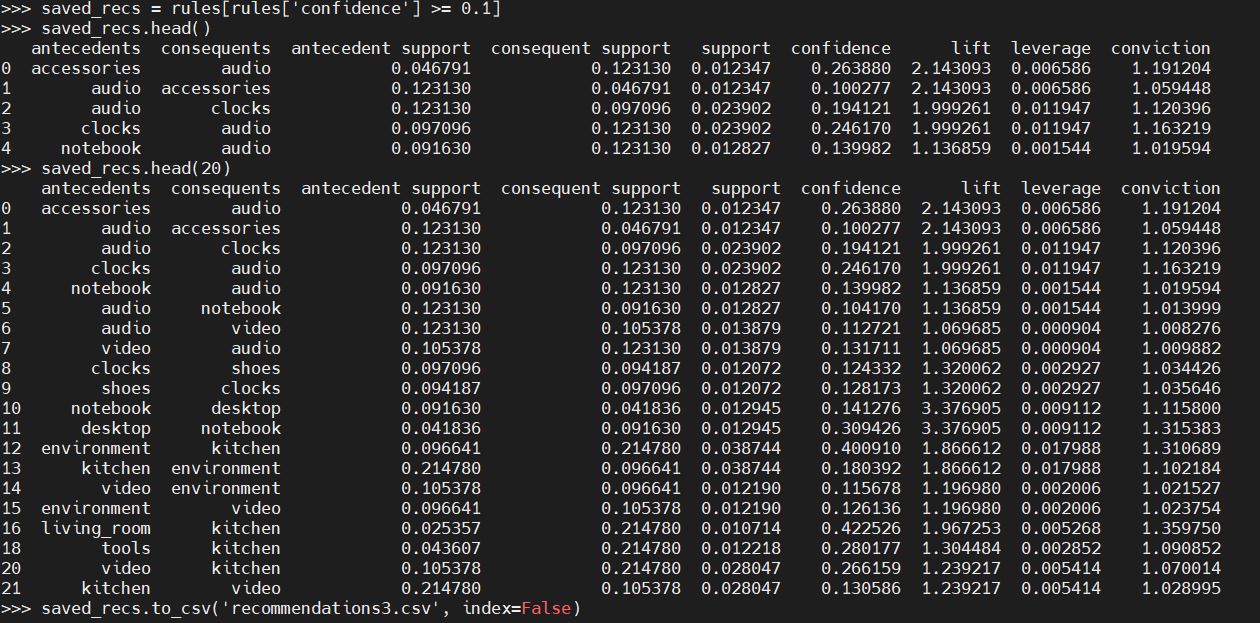 >>> saved_recs = rules[rules['confidence'] >= 0.1]
>>> saved_recs.head()
   antecedents  consequents  antecedent support  consequent support   support  confidence      lift  leverage  conviction
0  accessories        audio            0.046791            0.123130  0.012347    0.263880  2.143093  0.006586    1.191204
1        audio  accessories            0.123130            0.046791  0.012347    0.100277  2.143093  0.006586    1.059448
2        audio       clocks            0.123130            0.097096  0.023902    0.194121  1.999261  0.011947    1.120396
3       clocks        audio            0.097096            0.123130  0.023902    0.246170  1.999261  0.011947    1.163219
4     notebook        audio            0.091630            0.123130  0.012827    0.139982  1.136859  0.001544    1.019594
>>> saved_recs.head(20)
    antecedents  consequents  antecedent support  consequent support   support  confidence      lift  leverage  conviction
0   accessories        audio            0.046791            0.123130  0.012347    0.263880  2.143093  0.006586    1.191204
1         audio  accessories            0.123130            0.046791  0.012347    0.100277  2.143093  0.006586    1.059448
2         audio       clocks            0.123130            0.097096  0.023902    0.194121  1.999261  0.011947    1.120396
3        clocks        audio            0.097096            0.123130  0.023902    0.246170  1.999261  0.011947    1.163219
4      notebook        audio            0.091630            0.123130  0.012827    0.139982  1.136859  0.001544    1.019594
5         audio     notebook            0.123130            0.091630  0.012827    0.104170  1.136859  0.001544    1.013999
6         audio        video            0.123130            0.105378  0.013879    0.112721  1.069685  0.000904    1.008276
7         video        audio            0.105378            0.123130  0.013879    0.131711  1.069685  0.000904    1.009882
8        clocks        shoes            0.097096            0.094187  0.012072    0.124332  1.320062  0.002927    1.034426
9         shoes       clocks            0.094187            0.097096  0.012072    0.128173  1.320062  0.002927    1.035646
10     notebook      desktop            0.091630            0.041836  0.012945    0.141276  3.376905  0.009112    1.115800
11      desktop     notebook            0.041836            0.091630  0.012945    0.309426  3.376905  0.009112    1.315383
12  environment      kitchen            0.096641            0.214780  0.038744    0.400910  1.866612  0.017988    1.310689
13      kitchen  environment            0.214780            0.096641  0.038744    0.180392  1.866612  0.017988    1.102184
14        video  environment            0.105378            0.096641  0.012190    0.115678  1.196980  0.002006    1.021527
15  environment        video            0.096641            0.105378  0.012190    0.126136  1.196980  0.002006    1.023754
16  living_room      kitchen            0.025357            0.214780  0.010714    0.422526  1.967253  0.005268    1.359750
18        tools      kitchen            0.043607            0.214780  0.012218    0.280177  1.304484  0.002852    1.090852
20        video      kitchen            0.105378            0.214780  0.028047    0.266159  1.239217  0.005414    1.070014
21      kitchen        video            0.214780            0.105378  0.028047    0.130586  1.239217  0.005414    1.028995
>>> saved_recs.to_csv('recommendations3.csv', index=False)